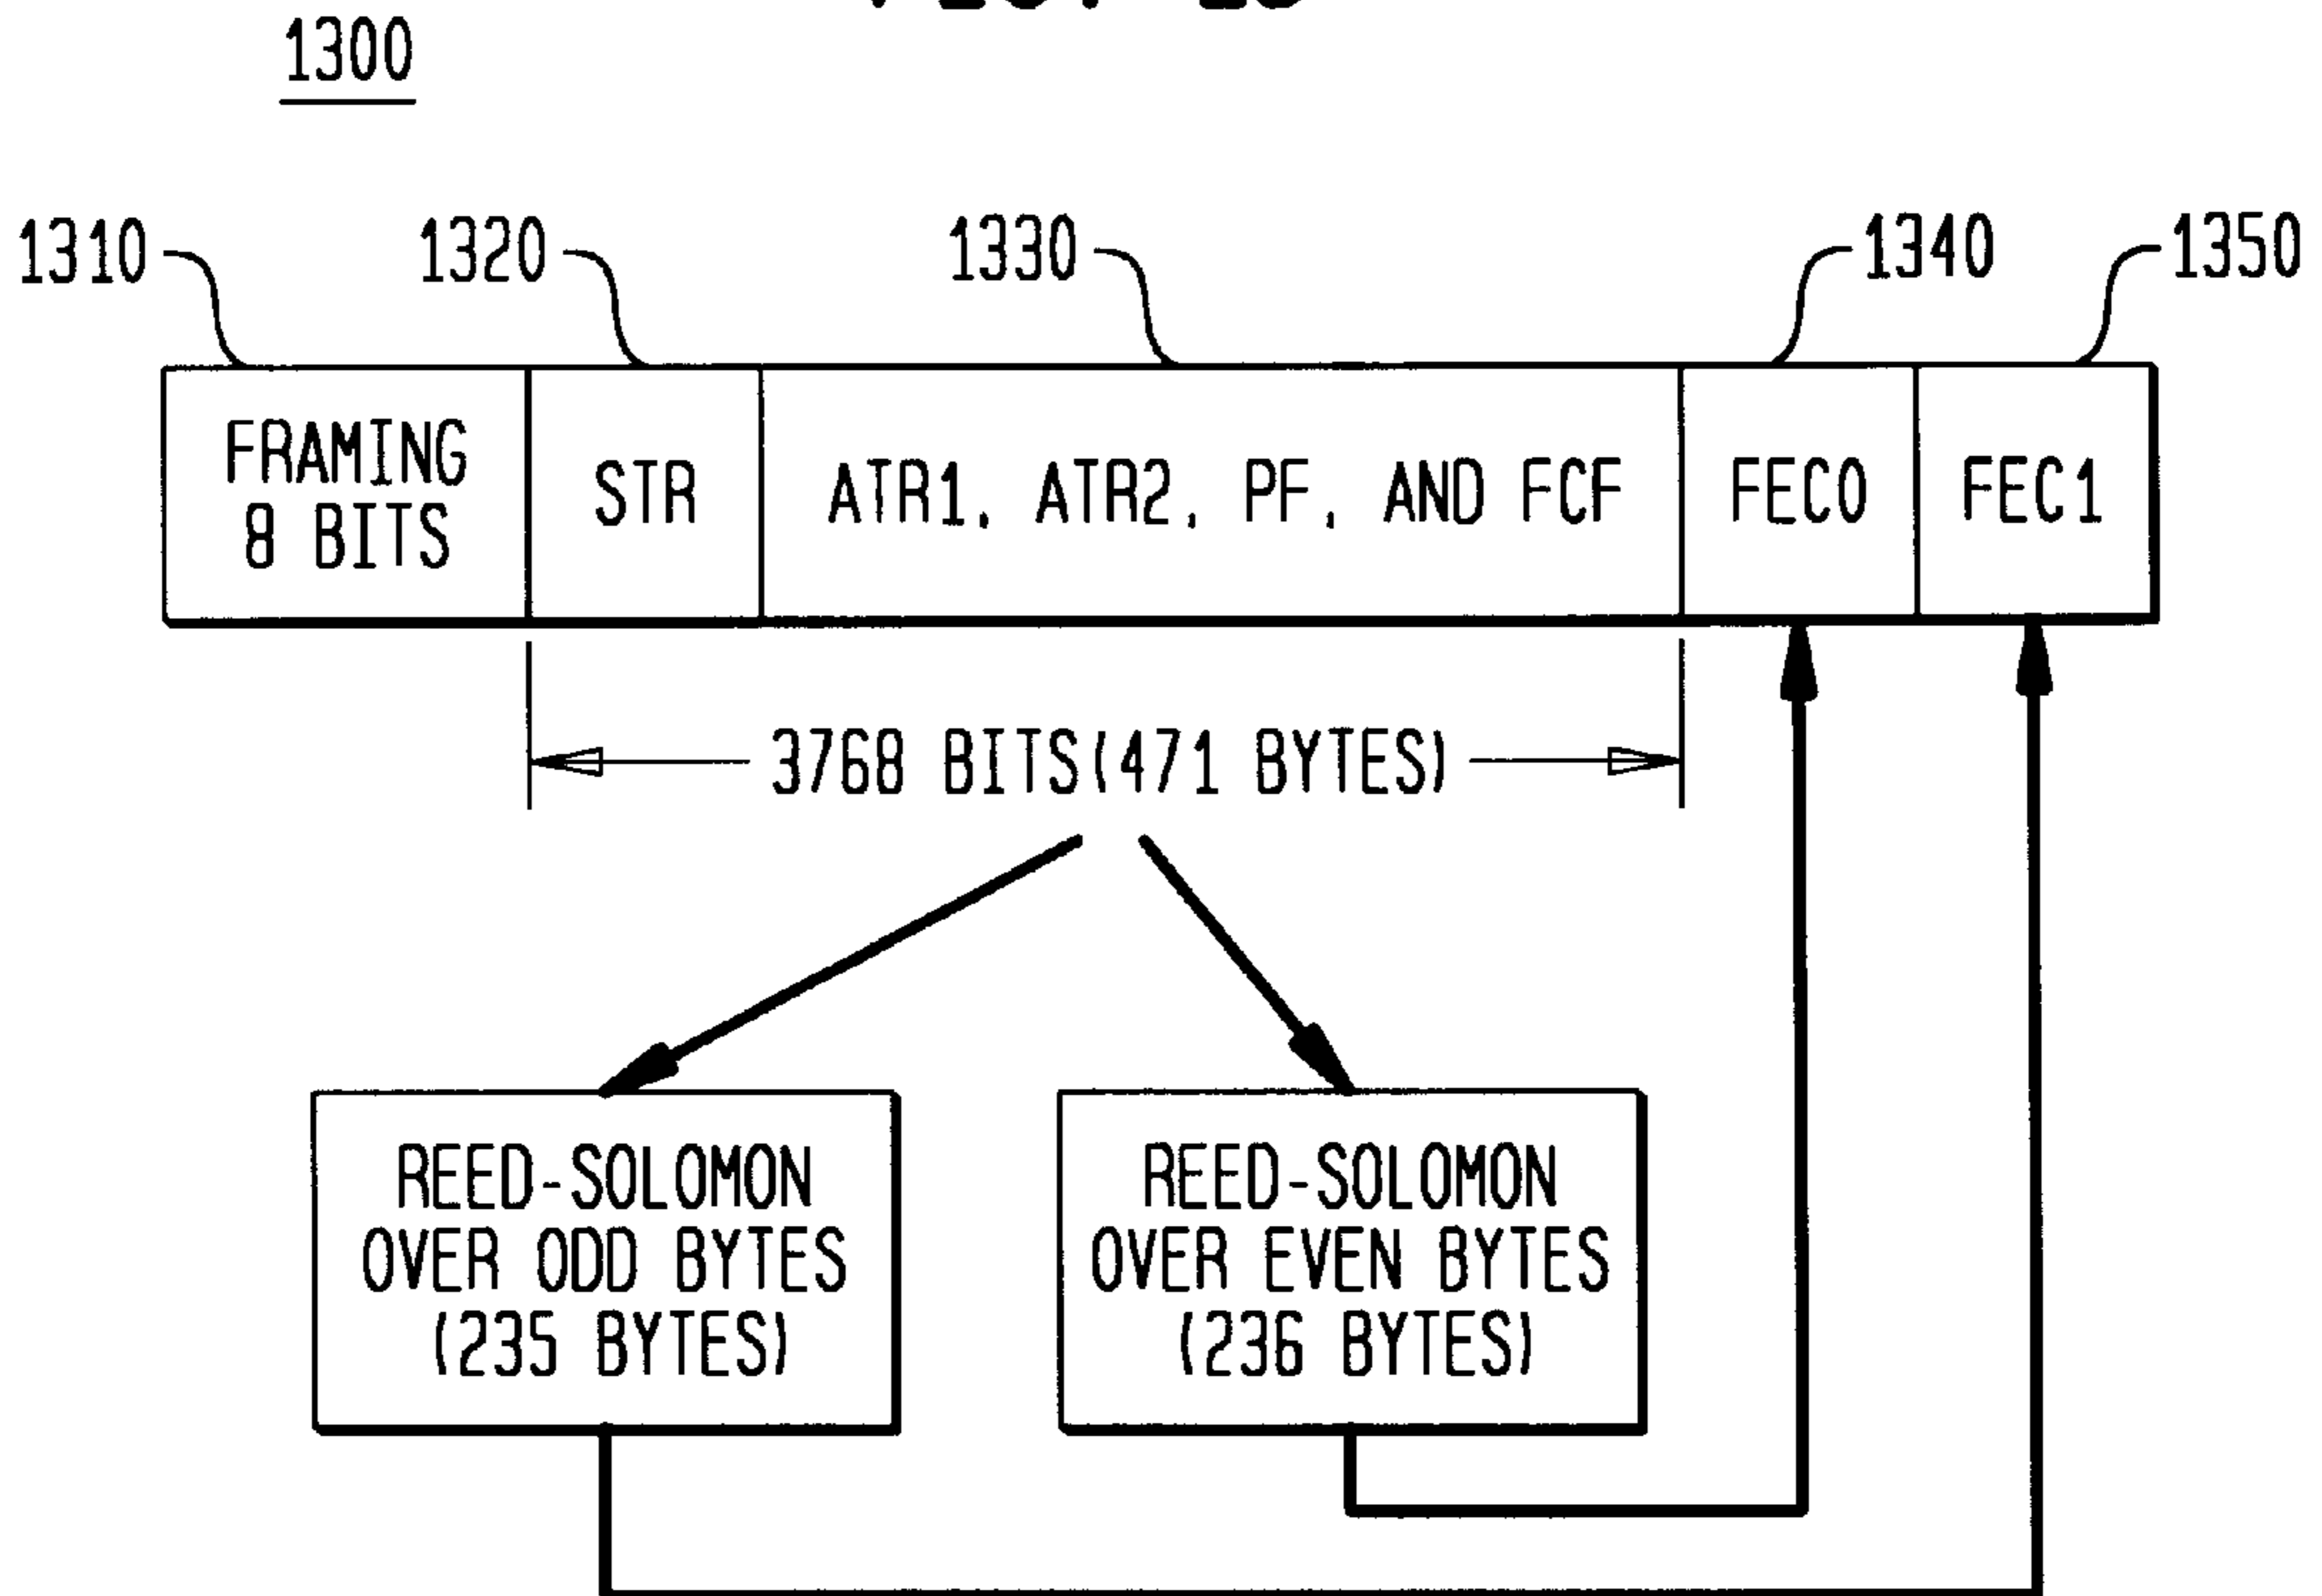 1300
1310
1320
1330
1340
1350
FRAMING
8 BITS
STR
ATR1, ATR2, PF, AND FCF
FEC0
FEC1
3768 BITS(471 BYTES)
REED-SOLOMON
OVER ODD BYTES
(235 BYTES)
REED-SOLOMON
OVER EVEN BYTES
(236 BYTES)